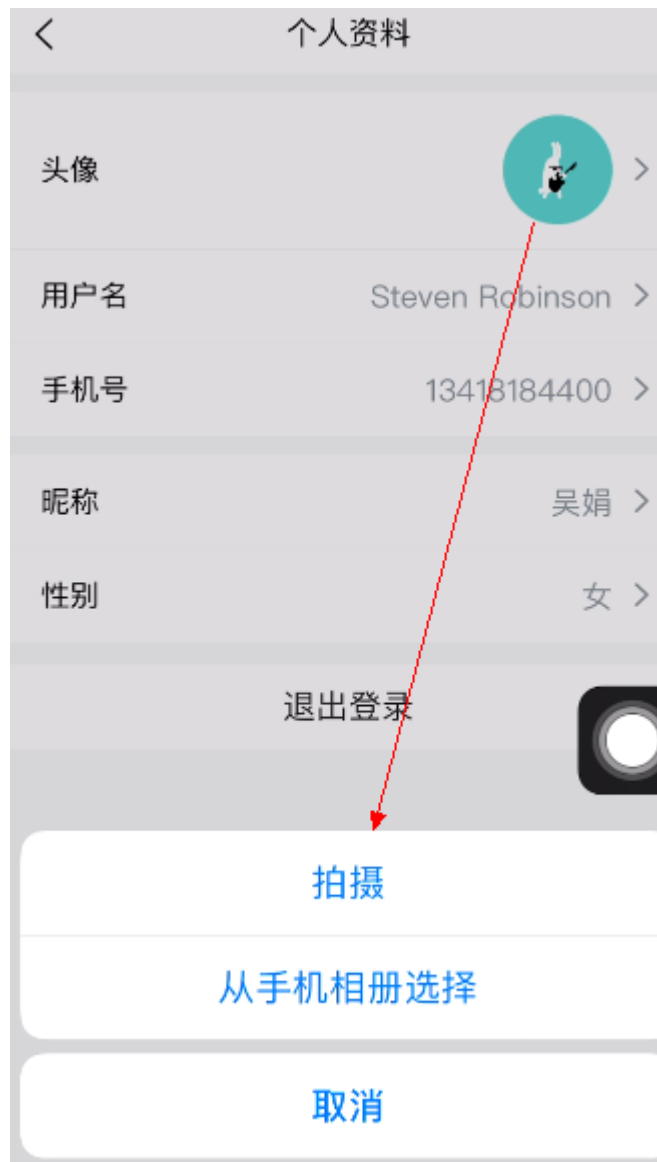 个人资料
头像
用户名 Steven Robinson
手机号 13418184400
昵称 吴娟
性别 女
退出登录
拍摄
从手机相册选择
取消